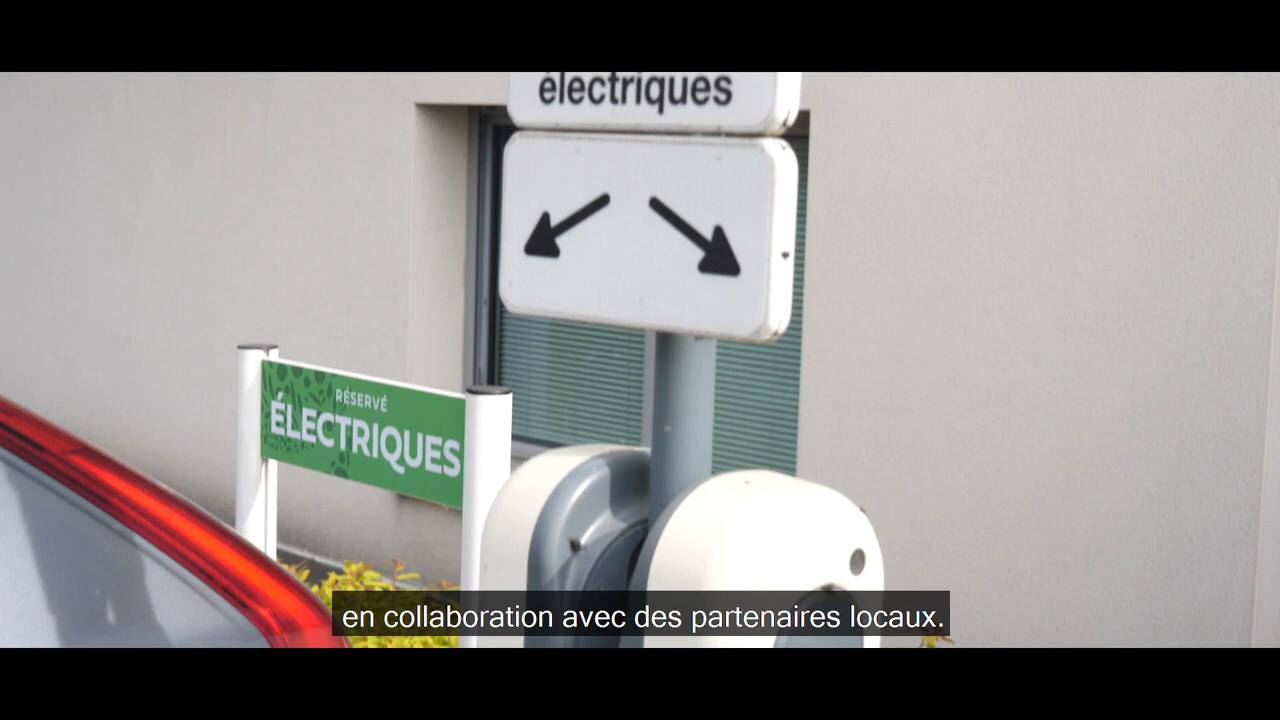 électriques
RÉSERVÉ
ÉLECTRIQUES
en collaboration avec des partenaires locaux.